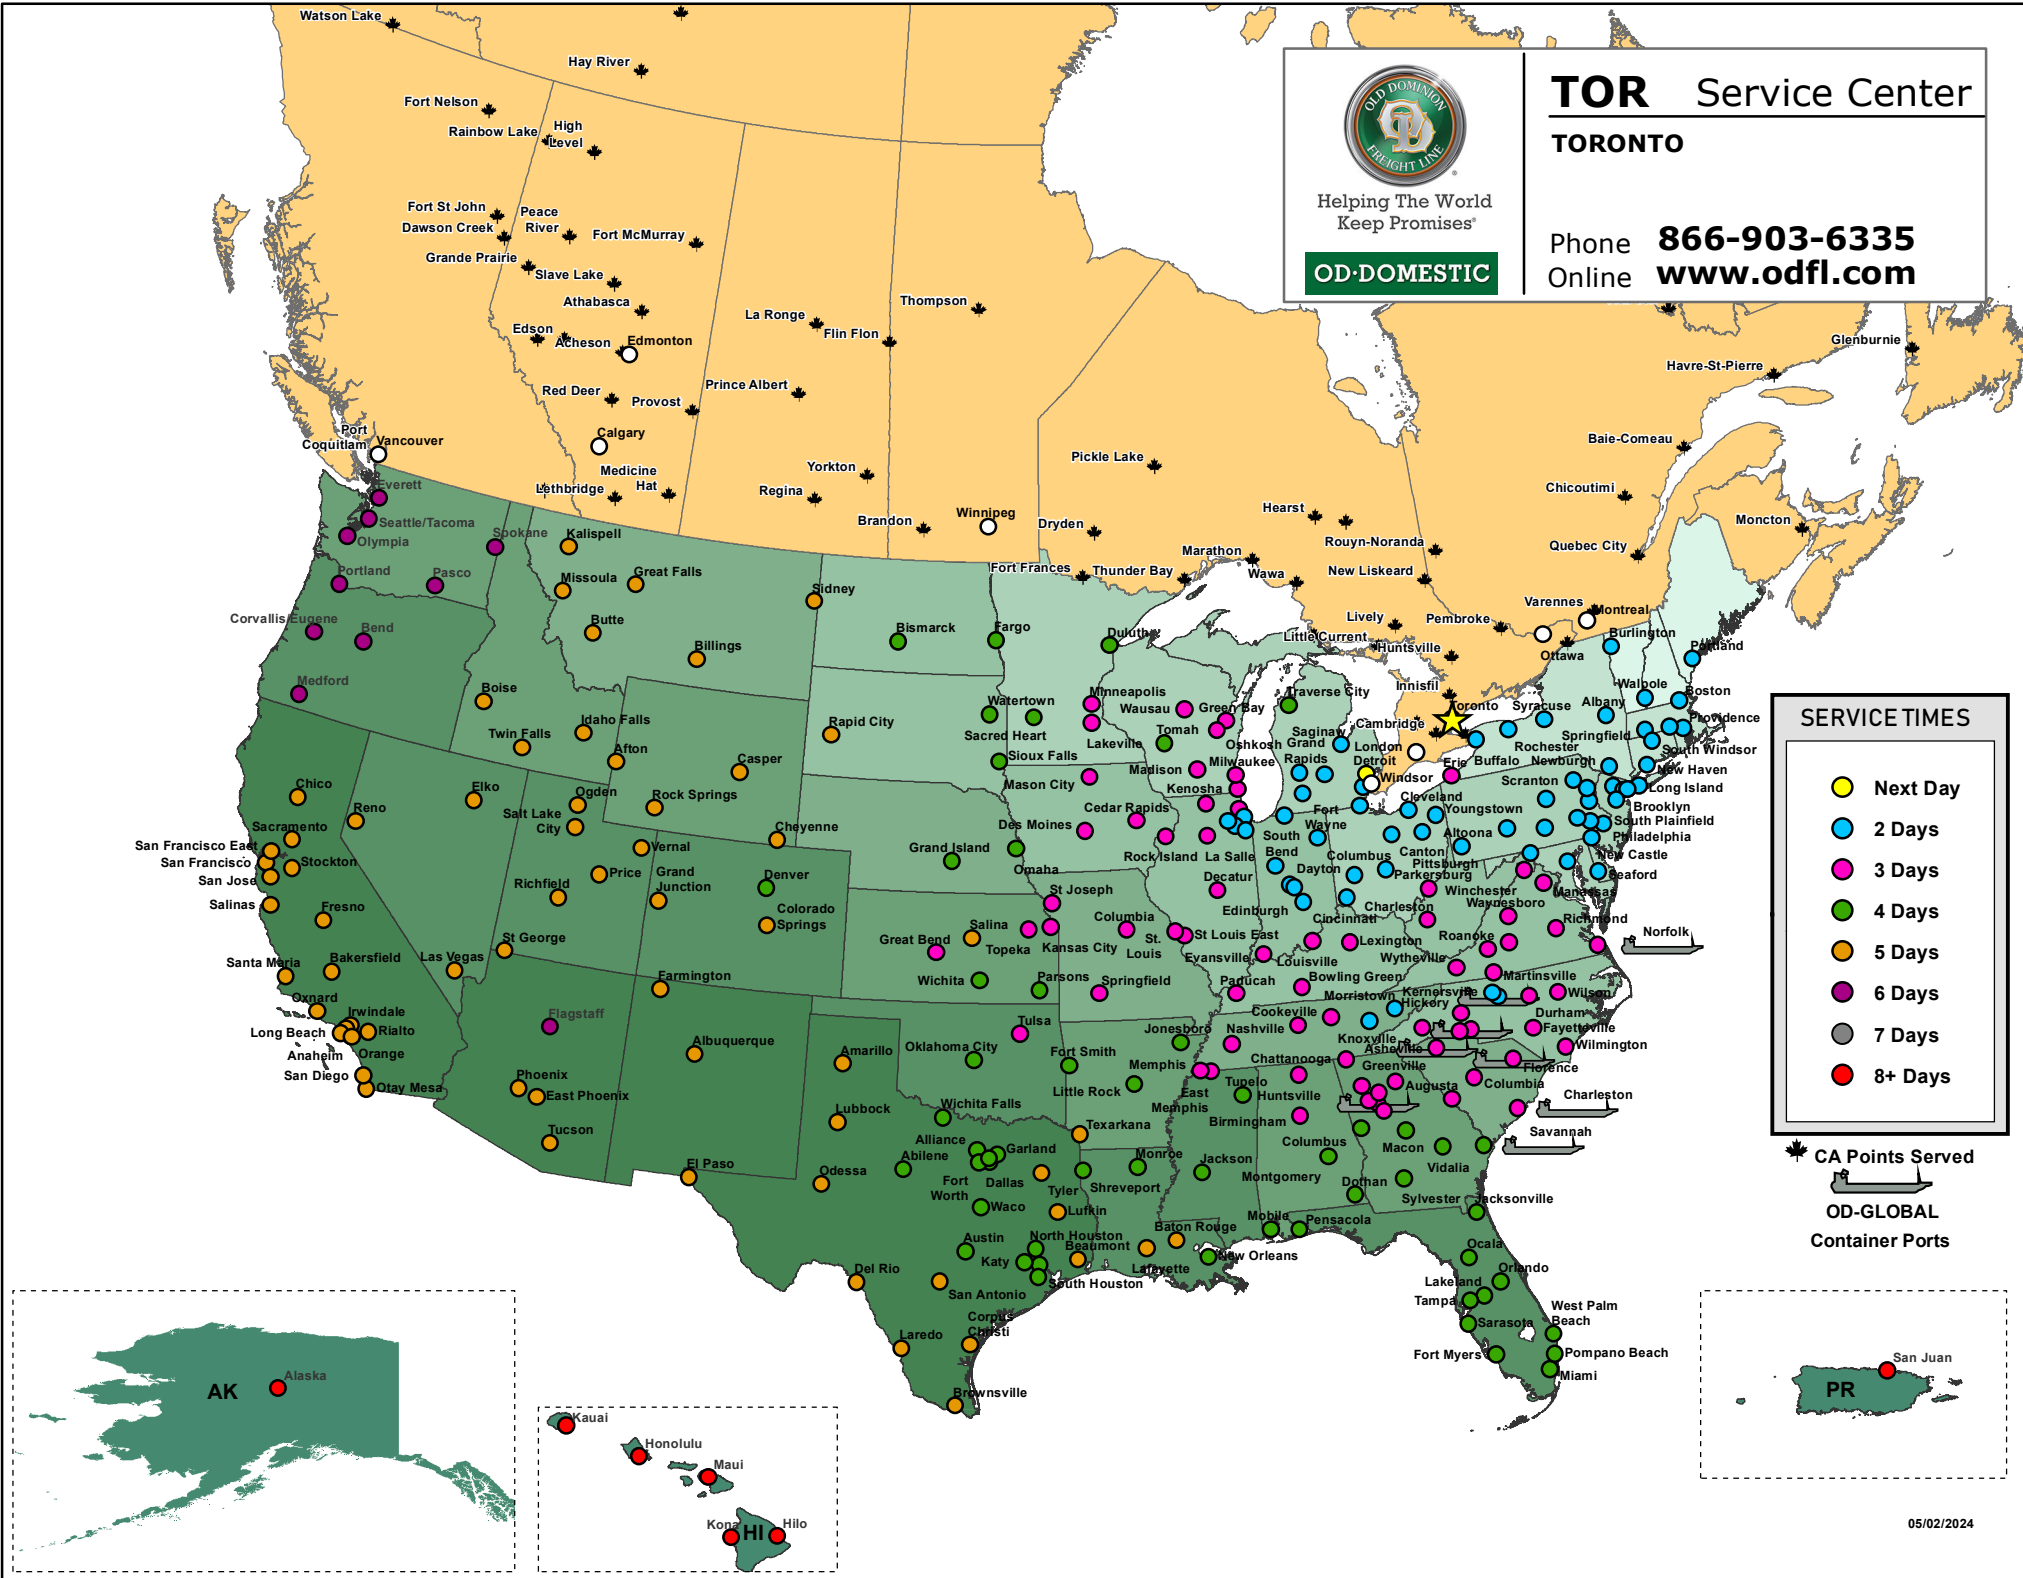 Watson Lake
Hay River
Fort Nelson
Rainbow Lake
High
Level
Fort St John
Dawson Creek
Peace
River
Fort McMurray
Grande Prairie
Slave Lake
Athabasca
Edson
Acheson
Edmonton
La Ronge
Flin Flon
Thompson
Red Deer
Provost
Prince Albert
Port
Coquitlam
Vancouver
Calgary
Medicine
Hat
Lethbridge
Yorkton
Regina
Brandon
Winnipeg
Pickle Lake
Dryden
Fort Frances
Thunder Bay
Marathon
Wawa
Hearst
Rouyn-Noranda
New Liskeard
Lively
Little Current
Huntsville
Pembroke
Varennes
Montreal
Ottawa
Innisfil
Toronto
Cambridge
London
Windsor
Glenburnie
Havre-St-Pierre
Baie-Comeau
Chicoutimi
Quebec City
Moncton
OLD DOMINION
FREIGHT LINE
Helping The World
Keep Promises®
OD·DOMESTIC
TOR Service Center
TORONTO
Phone 866-903-6335
Online www.odfl.com
Everett
Seattle/Tacoma
Olympia
Spokane
Portland
Pasco
Corvallis/Eugene
Bend
Medford
Kalispell
Missoula
Great Falls
Butte
Billings
Sidney
Bismarck
Fargo
Duluth
Boise
Idaho Falls
Twin Falls
Afton
Casper
Rapid City
Watertown
Sacred Heart
Sioux Falls
Minneapolis
Lakeville
Wausau
Green Bay
Tomah
Oshkosh
Madison
Milwaukee
Kenosha
Mason City
Cedar Rapids
Des Moines
Rock Island
La Salle
Decatur
Traverse City
Saginaw
Grand
Rapids
Detroit
Fort
Wayne
South
Bend
Chico
Reno
Elko
Salt Lake
City
Ogden
Rock Springs
Cheyenne
Sacramento
San Francisco East
San Francisco
Stockton
San Jose
Salinas
Fresno
Vernal
Price
Richfield
Grand
Junction
Denver
Colorado
Springs
Grand Island
Omaha
St George
Las Vegas
Santa Maria
Bakersfield
Oxnard
Irwindale
Long Beach
Rialto
Anaheim
Orange
San Diego
Otay Mesa
Flagstaff
Phoenix
East Phoenix
Tucson
Farmington
Albuquerque
El Paso
Great Bend
Salina
Topeka
Wichita
Parsons
St Joseph
Kansas City
Columbia
St.
Louis
St Louis East
Springfield
Tulsa
Oklahoma City
Amarillo
Lubbock
Wichita Falls
Odessa
Abilene
Alliance
Garland
Fort
Worth
Dallas
Waco
Tyler
Lufkin
Austin
North Houston
Katy
Beaumont
South Houston
San Antonio
Del Rio
Laredo
Corpus
Christi
Brownsville
Fort Smith
Little Rock
Jonesboro
Texarkana
Shreveport
Monroe
Jackson
Baton Rouge
Lafayette
New Orleans
Memphis
East
Memphis
Tupelo
Huntsville
Birmingham
Montgomery
Dothan
Mobile
Pensacola
Columbus
Macon
Vidalia
Sylvester
Savannah
Jacksonville
Ocala
Orlando
Lakeland
Tampa
Sarasota
West Palm
Beach
Fort Myers
Pompano Beach
Miami
Nashville
Cookeville
Chattanooga
Knoxville
Morristown
Bowling Green
Paducah
Evansville
Louisville
Lexington
Cincinnati
Edinburgh
Dayton
Columbus
Canton
Cleveland
Youngstown
Pittsburgh
Parkersburg
Charleston
Altoona
Erie
Buffalo
Rochester
Syracuse
Albany
Burlington
Portland
Walpole
Boston
Providence
Springfield
South Windsor
New Haven
Long Island
Newburgh
Scranton
Brooklyn
South Plainfield
Philadelphia
New Castle
Seaford
Winchester
Manassas
Waynesboro
Richmond
Norfolk
Roanoke
Wytheville
Martinsville
Kernersville
Hickory
Wilson
Durham
Fayetteville
Wilmington
Asheville
Greenville
Florence
Columbia
Augusta
Charleston
SERVICE TIMES
Next Day
2 Days
3 Days
4 Days
5 Days
6 Days
7 Days
8+ Days
CA Points Served
OD-GLOBAL
Container Ports
AK
Alaska
Kauai
Honolulu
Maui
Kona
HI
Hilo
San Juan
PR
05/02/2024